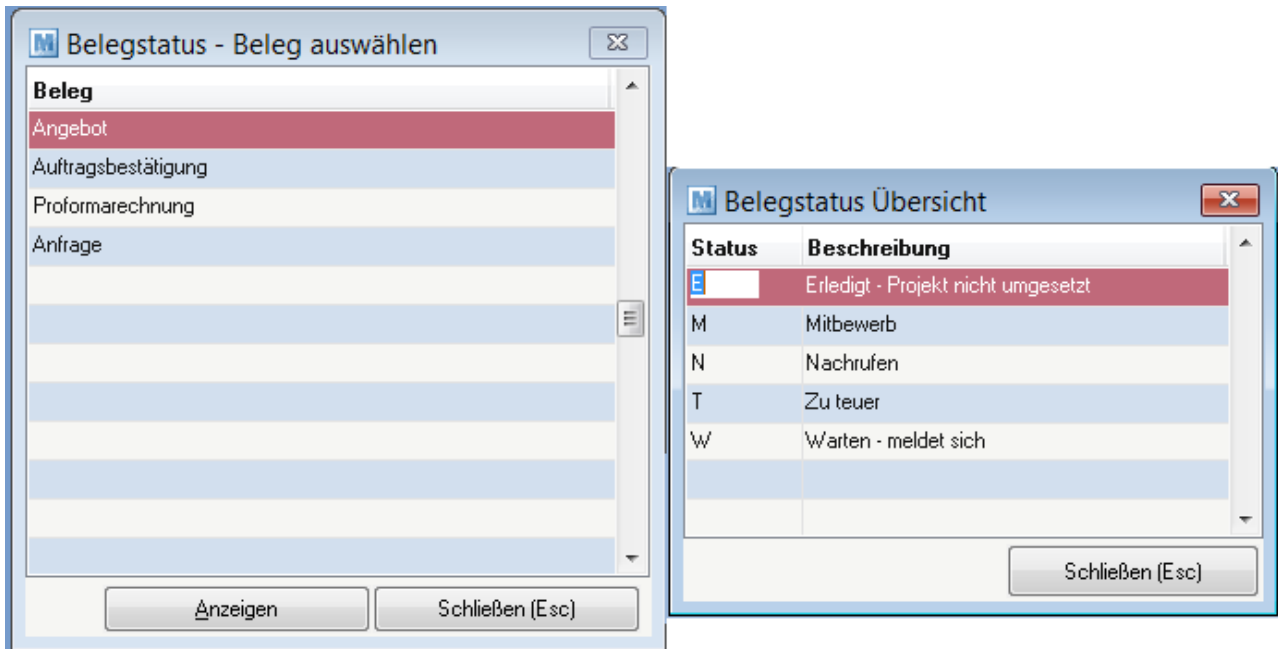 M Belegstatus - Beleg auswählen
Beleg
Angebot
Auftragsbestätigung
Proformarechnung
Anfrage
Anzeigen Schließen (Esc)
M Belegstatus Übersicht
Status Beschreibung
E Erledigt - Projekt nicht umgesetzt
M Mitbewerb
N Nachrufen
T Zu teuer
W Warten - meldet sich
Schließen (Esc)